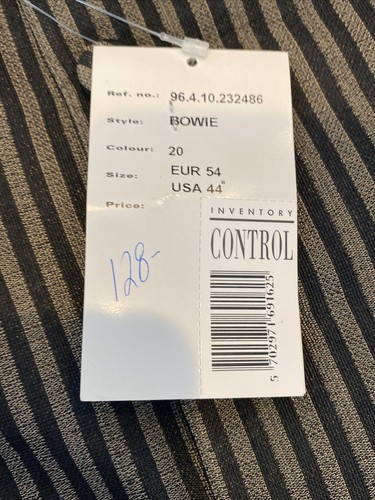 Ref. no.: 96.4.10.232486
Style: BOWIE
Colour: 20
Size: EUR 54
USA 44"
Price:
128-
INVENTORY
CONTROL
5 702971 691625